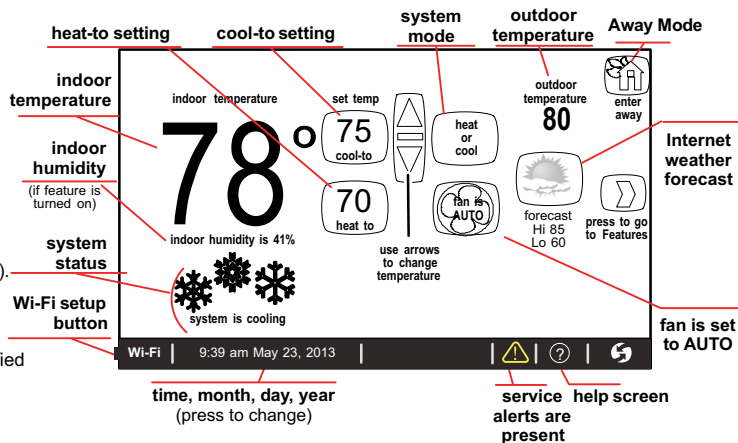 heat-to setting
cool-to setting
system
mode
outdoor
temperature
Away Mode
indoor
temperature
indoor
humidity
(if feature is
turned on)
system
status
).
Wi-Fi setup
button
ied
indoor temperature
78°
indoor humidity is 41%
system is cooling
set temp
75
cool-to
70
heat to
use arrows
to change
temperature
heat
or
cool
fan is
AUTO
outdoor
temperature
80
forecast
Hi 85
Lo 60
enter
away
press to go
to Features
Internet
weather
forecast
fan is set
to AUTO
Wi-Fi | 9:39 am May 23, 2013 | | ! | ? |
time, month, day, year
(press to change)
service
alerts are
present
help screen